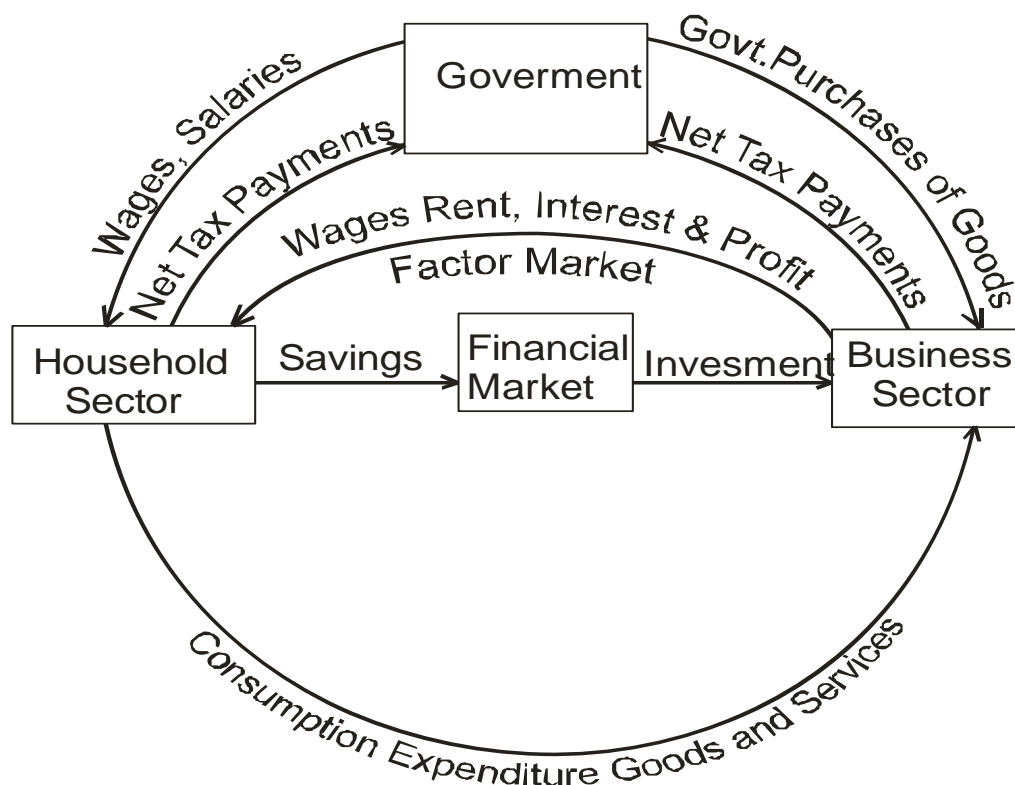 Goverment
Govt.Purchases of Goods
Wages, Salaries
Net Tax Payments
Net Tax Payments
Wages Rent, Interest & Profit
Factor Market
Household
Sector
Savings
Financial
Market
Invesment
Business
Sector
Consumption Expenditure Goods and Services